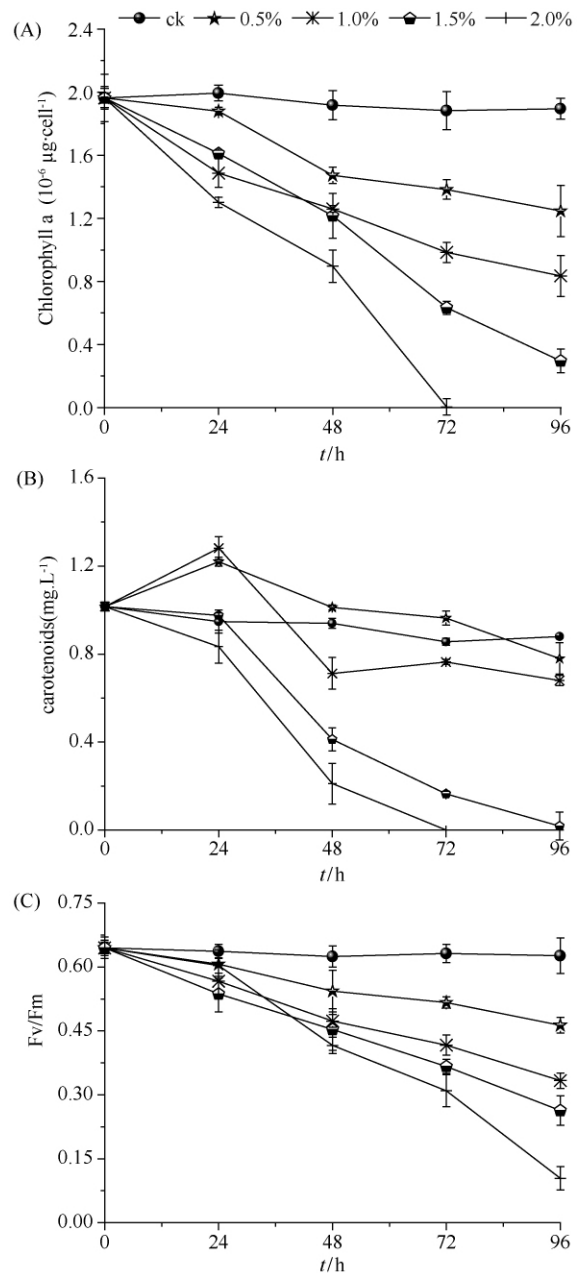 ck 0.5% 1.0% 1.5% 2.0%
(A)
Chlorophyll a (10⁻⁶ μg·cell⁻¹)
2.4
2.0
1.6
1.2
0.8
0.4
0.0
0 24 48 72 96
t/h
(B)
carotenoids(mg.L⁻¹)
1.6
1.2
0.8
0.4
0.0
0 24 48 72 96
t/h
(C)
Fv/Fm
0.75
0.60
0.45
0.30
0.15
0.00
0 24 48 72 96
t/h